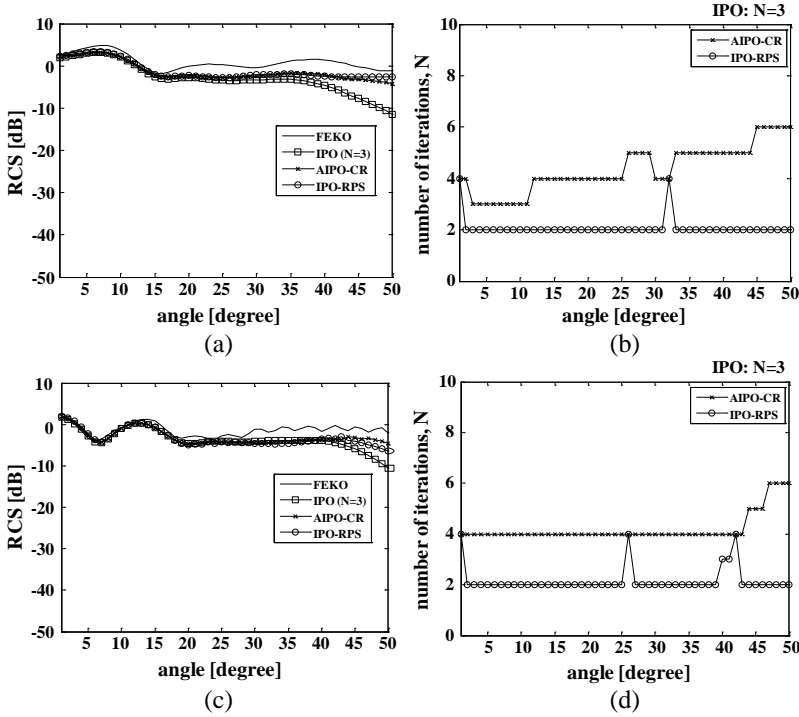 10
0
-10
-20
-30
-40
-50
RCS [dB]
5 10 15 20 25 30 35 40 45 50
angle [degree]
FEKO
IPO (N=3)
AIPO-CR
IPO-RPS
(a)
IPO: N=3
10
8
6
4
2
0
number of iterations, N
5 10 15 20 25 30 35 40 45 50
angle [degree]
AIPO-CR
IPO-RPS
(b)
10
0
-10
-20
-30
-40
-50
RCS [dB]
5 10 15 20 25 30 35 40 45 50
angle [degree]
FEKO
IPO (N=3)
AIPO-CR
IPO-RPS
(c)
IPO: N=3
10
8
6
4
2
0
number of iterations, N
5 10 15 20 25 30 35 40 45 50
angle [degree]
AIPO-CR
IPO-RPS
(d)